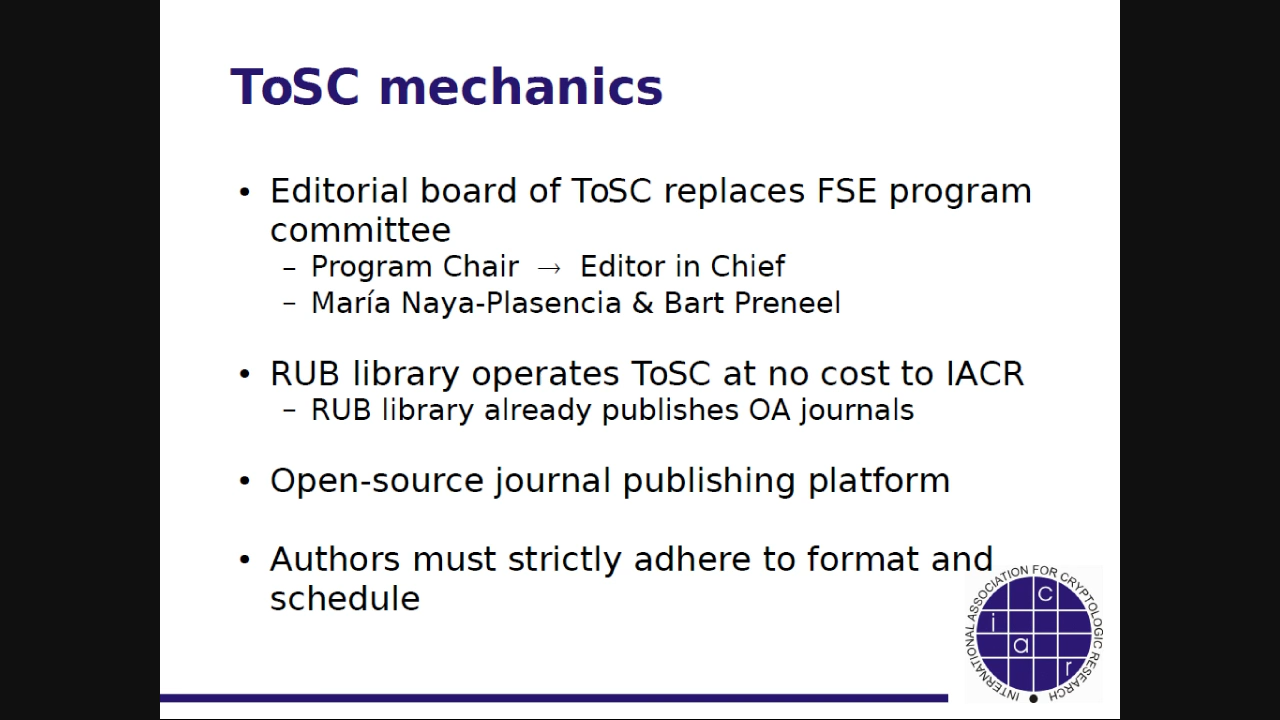 ToSC mechanics
• Editorial board of ToSC replaces FSE program
committee
– Program Chair → Editor in Chief
– María Naya-Plasencia & Bart Preneel
• RUB library operates ToSC at no cost to IACR
– RUB library already publishes OA journals
• Open-source journal publishing platform
• Authors must strictly adhere to format and
schedule
INTERNATIONAL ASSOCIATION FOR CRYPTOLOGIC RESEARCH
c
i
a
r